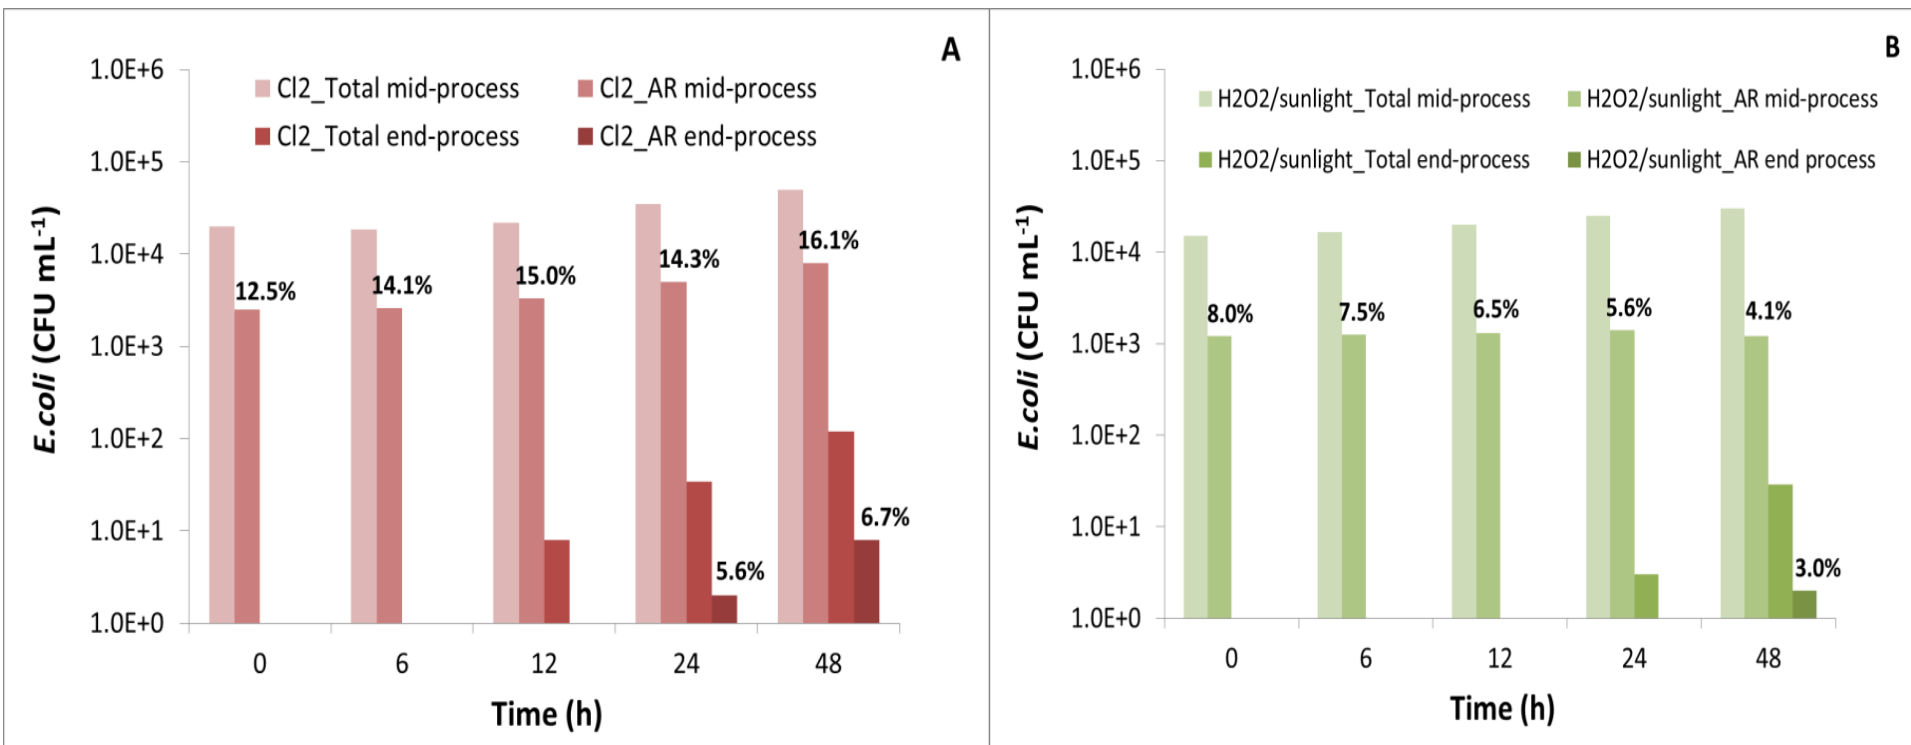 A
1.0E+6
1.0E+5
1.0E+4
1.0E+3
1.0E+2
1.0E+1
1.0E+0
E.coli (CFU mL-1)
Cl2_Total mid-process
Cl2_AR mid-process
Cl2_Total end-process
Cl2_AR end-process
12.5%
14.1%
15.0%
14.3%
16.1%
5.6%
6.7%
0 6 12 24 48
Time (h)
B
1.0E+6
1.0E+5
1.0E+4
1.0E+3
1.0E+2
1.0E+1
1.0E+0
E.coli (CFU mL-1)
H2O2/sunlight_Total mid-process
H2O2/sunlight_AR mid-process
H2O2/sunlight_Total end-process
H2O2/sunlight_AR end process
8.0%
7.5%
6.5%
5.6%
4.1%
3.0%
0 6 12 24 48
Time (h)